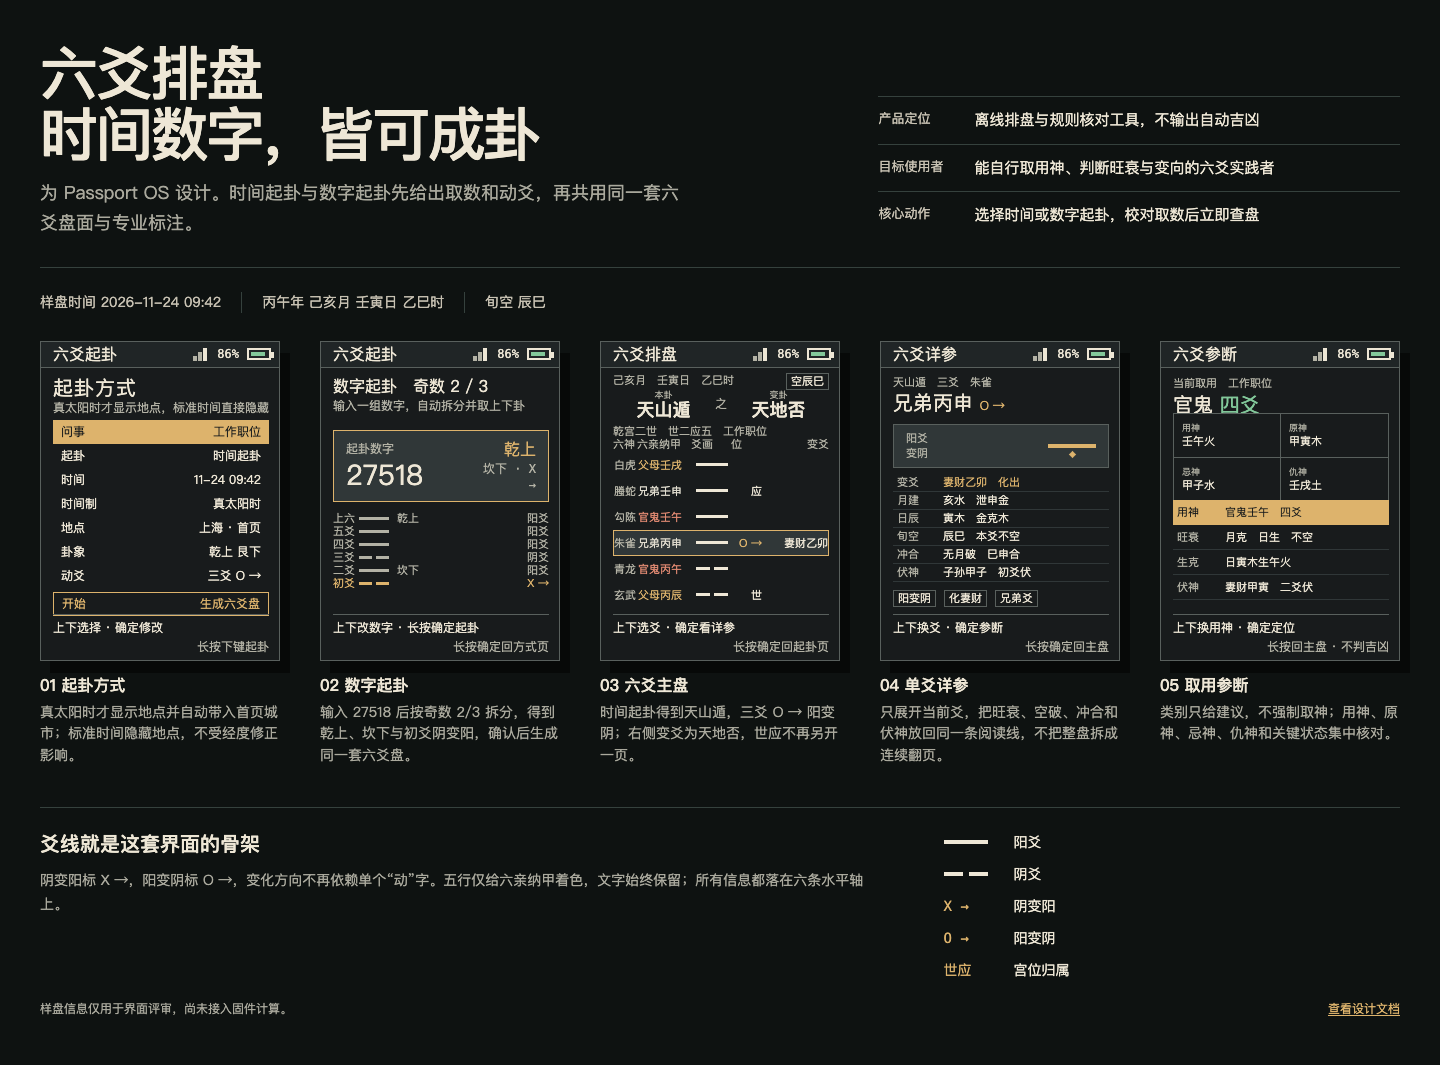 六爻排盘
时间数字，皆可成卦
为 Passport OS 设计。时间起卦与数字起卦先给出取数和动爻，再共用同一套六
爻盘面与专业标注。
产品定位 离线排盘与规则核对工具，不输出自动吉凶
目标使用者 能自行取用神、判断旺衰与变向的六爻实践者
核心动作 选择时间或数字起卦，校对取数后立即查盘
样盘时间 2026-11-24 09:42 丙午年 己亥月 壬寅日 乙巳时 旬空 辰巳
六爻起卦 86%
起卦方式
真太阳时才显示地点，标准时间直接隐藏
问事 工作职位
起卦 时间起卦
时间 11-24 09:42
时间制 真太阳时
地点 上海 · 首页
卦象 乾上 艮下
动爻 三爻 O →
开始 生成六爻盘
上下选择 · 确定修改
长按下键起卦
01 起卦方式
真太阳时才显示地点并自动带入首页城
市；标准时间隐藏地点，不受经度修正
影响。
六爻起卦 86%
数字起卦 奇数 2 / 3
输入一组数字，自动拆分并取上下卦
起卦数字 乾上
27518 坎下 · X
→
上六 乾上 阳爻
五爻 阳爻
四爻 阳爻
三爻 阴爻
二爻 坎下 阳爻
初爻 X →
上下改数字 · 长按确定起卦
长按确定回方式页
02 数字起卦
输入 27518 后按奇数 2/3 拆分，得到
乾上、坎下与初爻阴变阳，确认后生成
同一套六爻盘。
六爻排盘 86%
己亥月 壬寅日 乙巳时 空辰巳
本卦 变卦
天山遁 之 天地否
乾宫二世 世二应五 工作职位
六神 六亲纳甲 爻画 位 变爻
白虎 父母壬戌
螣蛇 兄弟壬申 应
勾陈 官鬼壬午
朱雀 兄弟丙申 O → 妻财乙卯
青龙 官鬼丙午
玄武 父母丙辰 世
上下选爻 · 确定看详参
长按确定回起卦页
03 六爻主盘
时间起卦得到天山遁，三爻 O → 阳变
阴；右侧变爻为天地否，世应不再另开
一页。
六爻详参 86%
天山遁 三爻 朱雀
兄弟丙申 O →
阳爻
变阴
变爻 妻财乙卯 化出
月建 亥水 泄申金
日辰 寅木 金克木
旬空 辰巳 本爻不空
冲合 无月破 巳申合
伏神 子孙甲子 初爻伏
阳变阴 化妻财 兄弟爻
上下换爻 · 确定参断
长按确定回主盘
04 单爻详参
只展开当前爻，把旺衰、空破、冲合和
伏神放回同一条阅读线，不把整盘拆成
连续翻页。
六爻参断 86%
当前取用 工作职位
官鬼 四爻
用神 原神
壬午火 甲寅木
忌神 仇神
甲子水 壬戌土
用神 官鬼壬午 四爻
旺衰 月克 日生 不空
生克 日寅木生午火
伏神 妻财甲寅 二爻伏
上下换用神 · 确定定位
长按回主盘 · 不判吉凶
05 取用参断
类别只给建议，不强制取神；用神、原
神、忌神、仇神和关键状态集中核对。
爻线就是这套界面的骨架
阴变阳标 X →，阳变阴标 O →，变化方向不再依赖单个“动”字。五行仅给六亲纳甲着色，文字始终保留；所有信息都落在六条水平轴
上。
阳爻
阴爻
X → 阴变阳
O → 阳变阴
世应 宫位归属
样盘信息仅用于界面评审，尚未接入固件计算。
查看设计文档